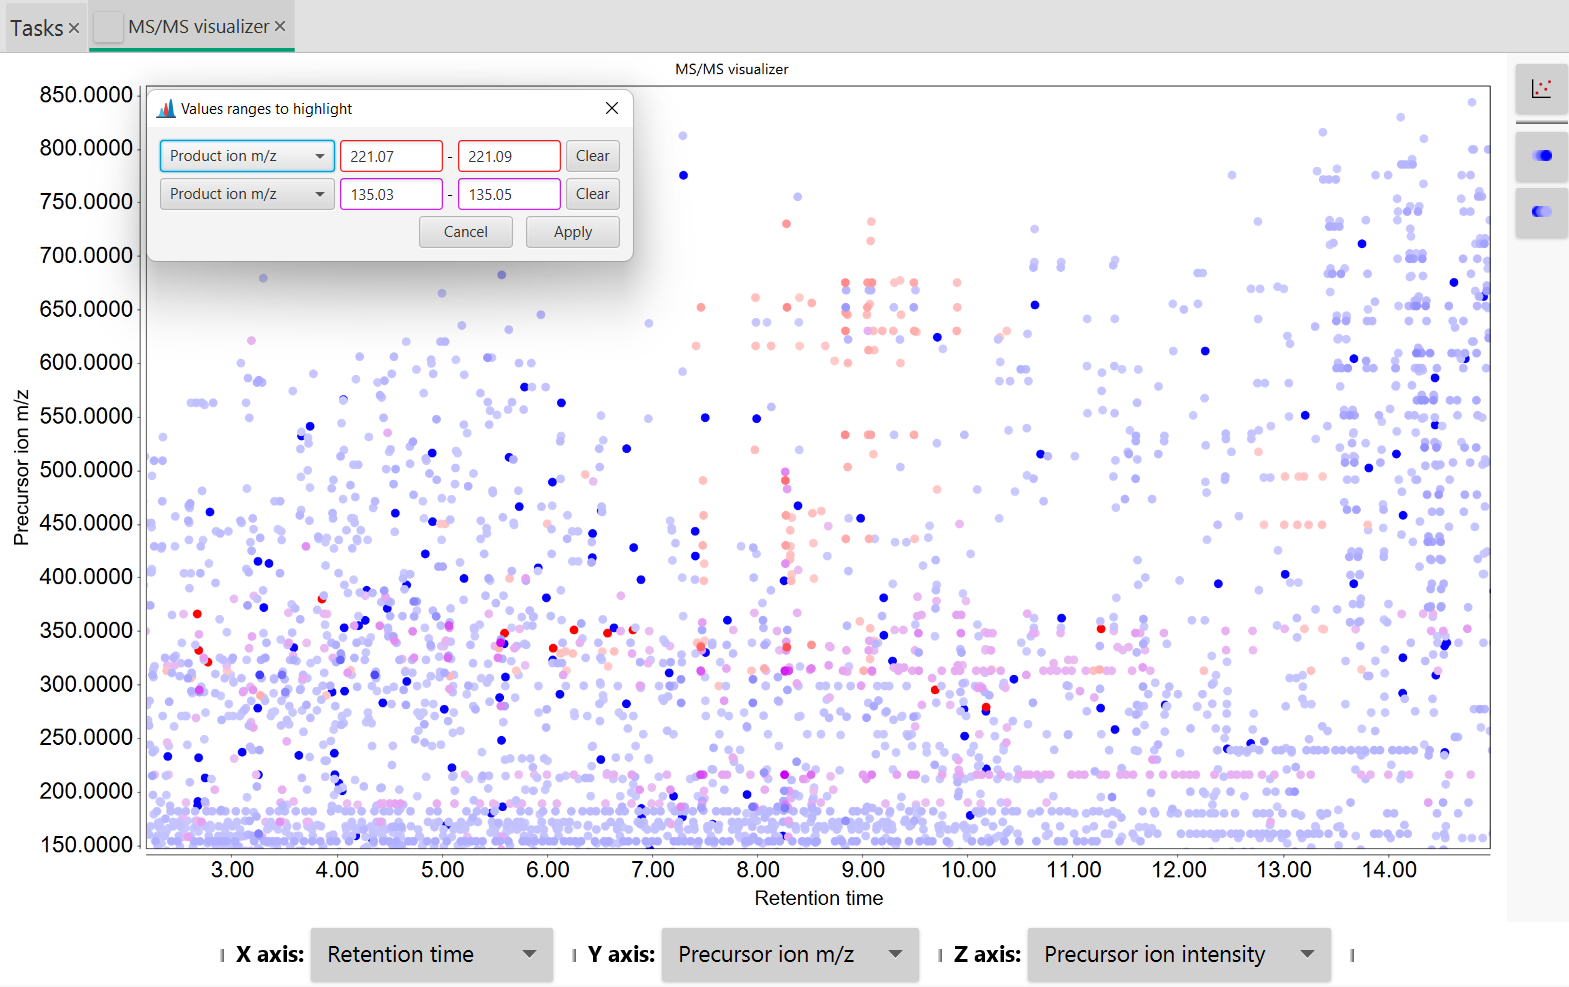 Tasks × MS/MS visualizer ×
MS/MS visualizer
Values ranges to highlight
Product ion m/z 221.07 - 221.09 Clear
Product ion m/z 135.03 - 135.05 Clear
Cancel Apply
850.0000
800.0000
750.0000
700.0000
650.0000
600.0000
550.0000
500.0000
450.0000
400.0000
350.0000
300.0000
250.0000
200.0000
150.0000
Precursor ion m/z
3.00 4.00 5.00 6.00 7.00 8.00 9.00 10.00 11.00 12.00 13.00 14.00
Retention time
X axis: Retention time Y axis: Precursor ion m/z Z axis: Precursor ion intensity